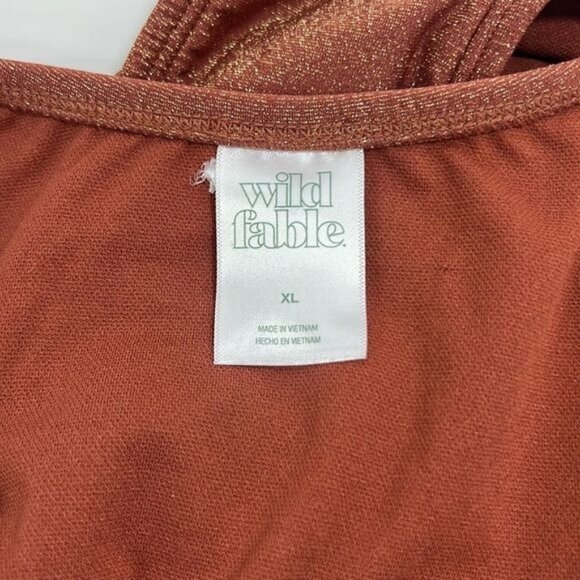 wild
fable.
XL
MADE IN VIETNAM
HECHO EN VIETNAM